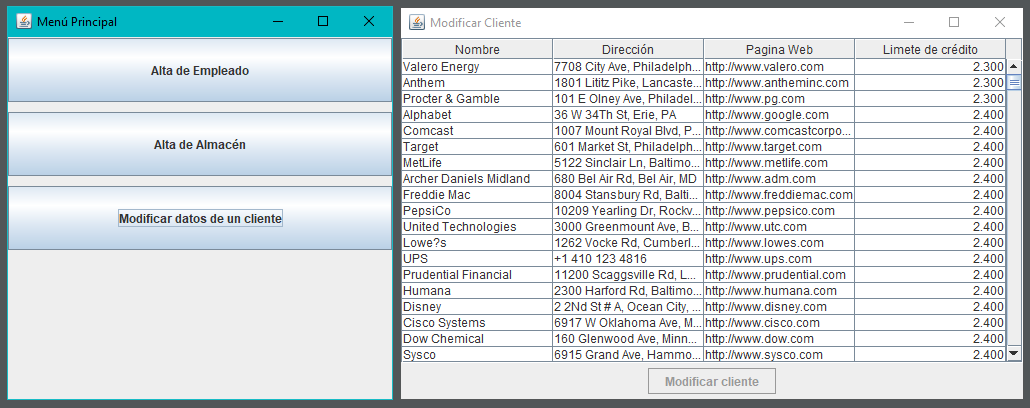 Menú Principal
Alta de Empleado
Alta de Almacén
Modificar datos de un cliente
Modificar Cliente
Nombre Dirección Pagina Web Limete de crédito
Valero Energy 7708 City Ave, Philadelph... http://www.valero.com 2.300
Anthem 1801 Lititz Pike, Lancaste... http://www.antheminc.com 2.300
Procter & Gamble 101 E Olney Ave, Philadel... http://www.pg.com 2.300
Alphabet 36 W 34Th St, Erie, PA http://www.google.com 2.400
Comcast 1007 Mount Royal Blvd, P... http://www.comcastcorpo... 2.400
Target 601 Market St, Philadelph... http://www.target.com 2.400
MetLife 5122 Sinclair Ln, Baltimo... http://www.metlife.com 2.400
Archer Daniels Midland 680 Bel Air Rd, Bel Air, MD http://www.adm.com 2.400
Freddie Mac 8004 Stansbury Rd, Balti... http://www.freddiemac.com 2.400
PepsiCo 10209 Yearling Dr, Rockv... http://www.pepsico.com 2.400
United Technologies 3000 Greenmount Ave, B... http://www.utc.com 2.400
Lowe?s 1262 Vocke Rd, Cumberl... http://www.lowes.com 2.400
UPS +1 410 123 4816 http://www.ups.com 2.400
Prudential Financial 11200 Scaggsville Rd, L... http://www.prudential.com 2.400
Humana 2300 Harford Rd, Baltimo... http://www.humana.com 2.400
Disney 2 2Nd St # A, Ocean City, ... http://www.disney.com 2.400
Cisco Systems 6917 W Oklahoma Ave, M... http://www.cisco.com 2.400
Dow Chemical 160 Glenwood Ave, Minn... http://www.dow.com 2.400
Sysco 6915 Grand Ave, Hammo... http://www.sysco.com 2.400
Modificar cliente